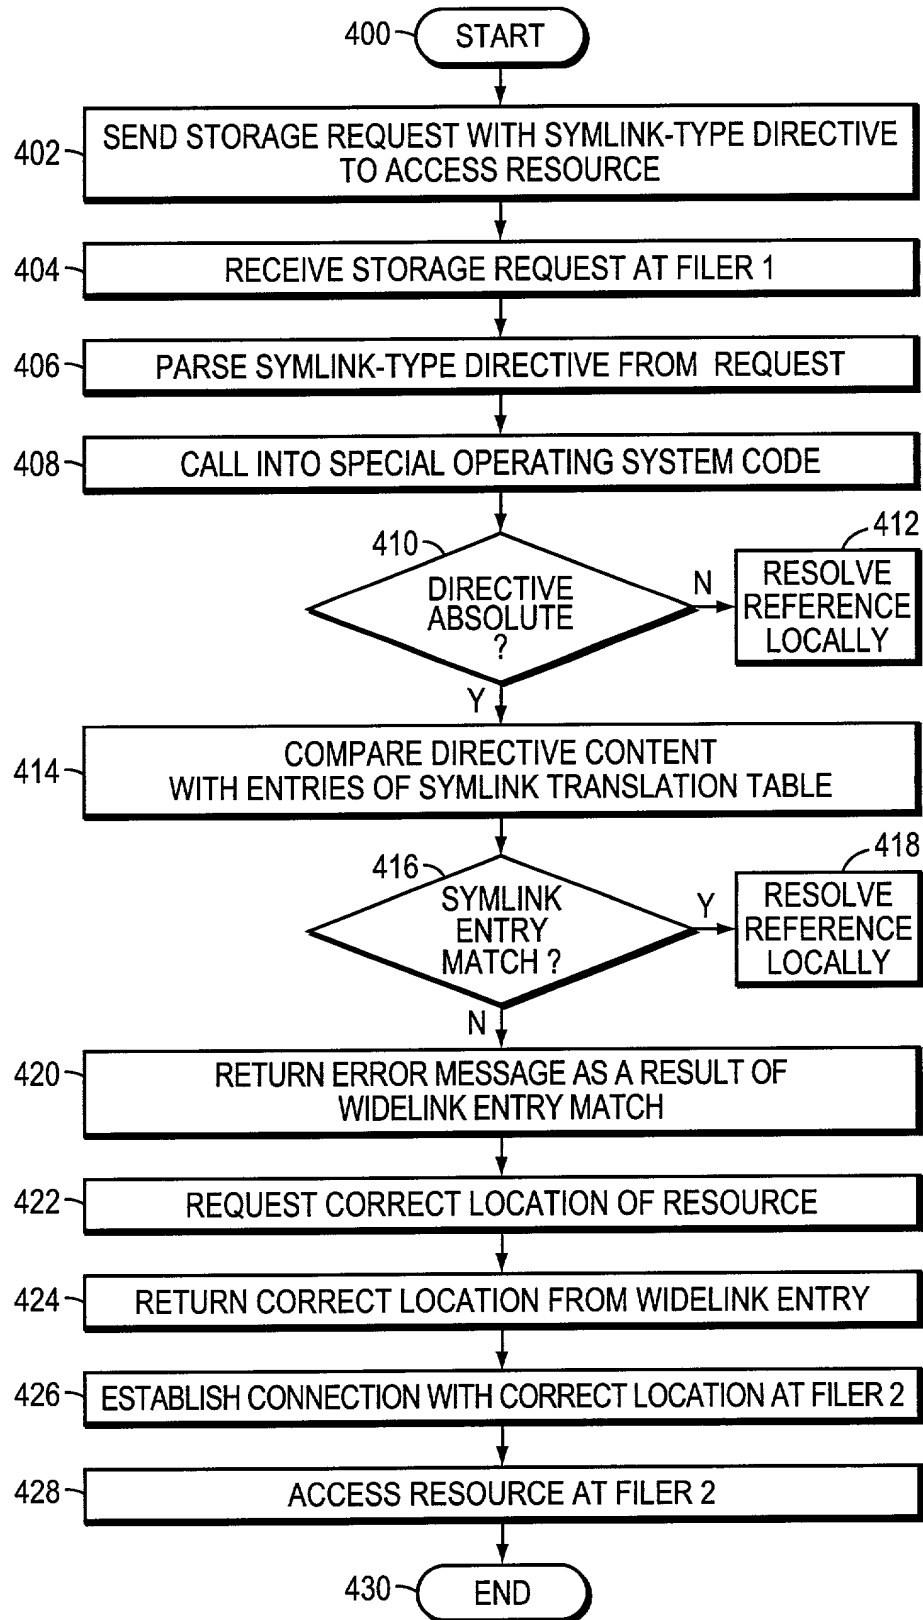 400
START
402
SEND STORAGE REQUEST WITH SYMLINK-TYPE DIRECTIVE
TO ACCESS RESOURCE
404
RECEIVE STORAGE REQUEST AT FILER 1
406
PARSE SYMLINK-TYPE DIRECTIVE FROM REQUEST
408
CALL INTO SPECIAL OPERATING SYSTEM CODE
410
DIRECTIVE
ABSOLUTE
?
N
412
RESOLVE
REFERENCE
LOCALLY
Y
414
COMPARE DIRECTIVE CONTENT
WITH ENTRIES OF SYMLINK TRANSLATION TABLE
416
SYMLINK
ENTRY
MATCH ?
Y
418
RESOLVE
REFERENCE
LOCALLY
N
420
RETURN ERROR MESSAGE AS A RESULT OF
WIDELINK ENTRY MATCH
422
REQUEST CORRECT LOCATION OF RESOURCE
424
RETURN CORRECT LOCATION FROM WIDELINK ENTRY
426
ESTABLISH CONNECTION WITH CORRECT LOCATION AT FILER 2
428
ACCESS RESOURCE AT FILER 2
430
END